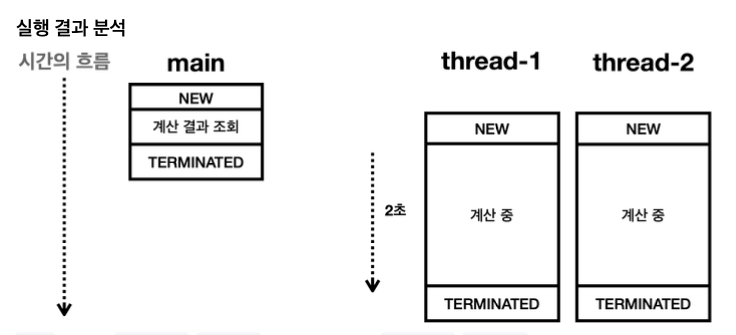 실행 결과 분석
시간의 흐름
main
NEW
계산 결과 조회
TERMINATED
2초
thread-1
NEW
계산 중
TERMINATED
thread-2
NEW
계산 중
TERMINATED